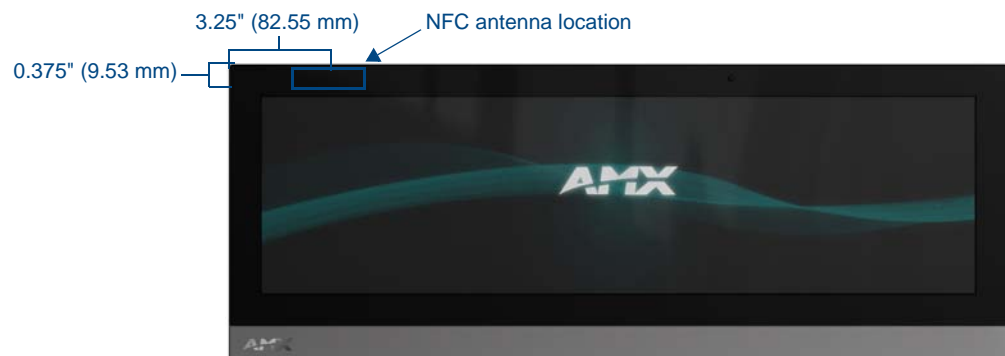 3.25" (82.55 mm)
NFC antenna location
0.375" (9.53 mm)
AMX
AMX